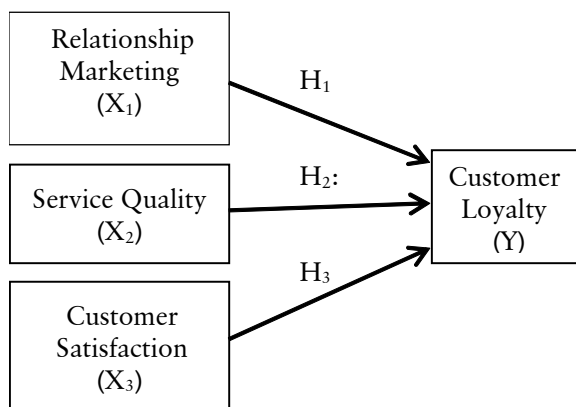 Relationship
Marketing
(X₁)
H₁
Service Quality
(X₂)
H₂:
Customer
Loyalty
(Y)
H₃
Customer
Satisfaction
(X₃)